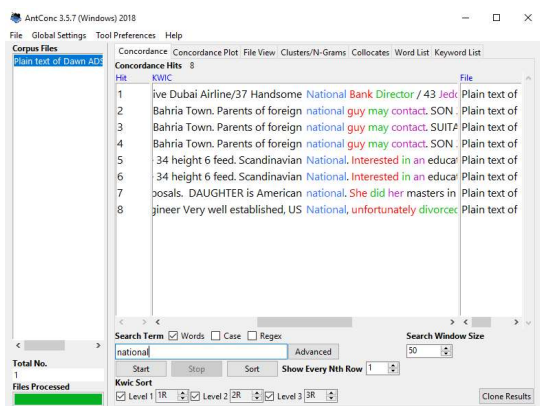 AntConc 3.5.7 (Windows) 2018
File Global Settings Tool Preferences Help
Corpus Files
Plain text of Dawn ADS
Concordance Concordance Plot File View Clusters/N-Grams Collocates Word List Keyword List
Concordance Hits 8
Hit KWIC File
1 ive Dubai Airline/37 Handsome National Bank Director / 43 Jedd Plain text of
2 Bahria Town. Parents of foreign national guy may contact. SON . Plain text of
3 Bahria Town. Parents of foreign national guy may contact. SUITA Plain text of
4 Bahria Town. Parents of foreign national guy may contact. SON . Plain text of
5 34 height 6 feed. Scandinavian National. Interested in an educat Plain text of
6 34 height 6 feed. Scandinavian National. Interested in an educat Plain text of
7 posals. DAUGHTER is American national. She did her masters in Plain text of
8 gineer Very well established, US National, unfortunately divorced Plain text of
Search Term Words Case Regex Search Window Size
national Advanced 50
Start Stop Sort Show Every Nth Row 1
Total No.
1
Files Processed
Kwic Sort
Level 1 1R Level 2 2R Level 3 3R Clone Results